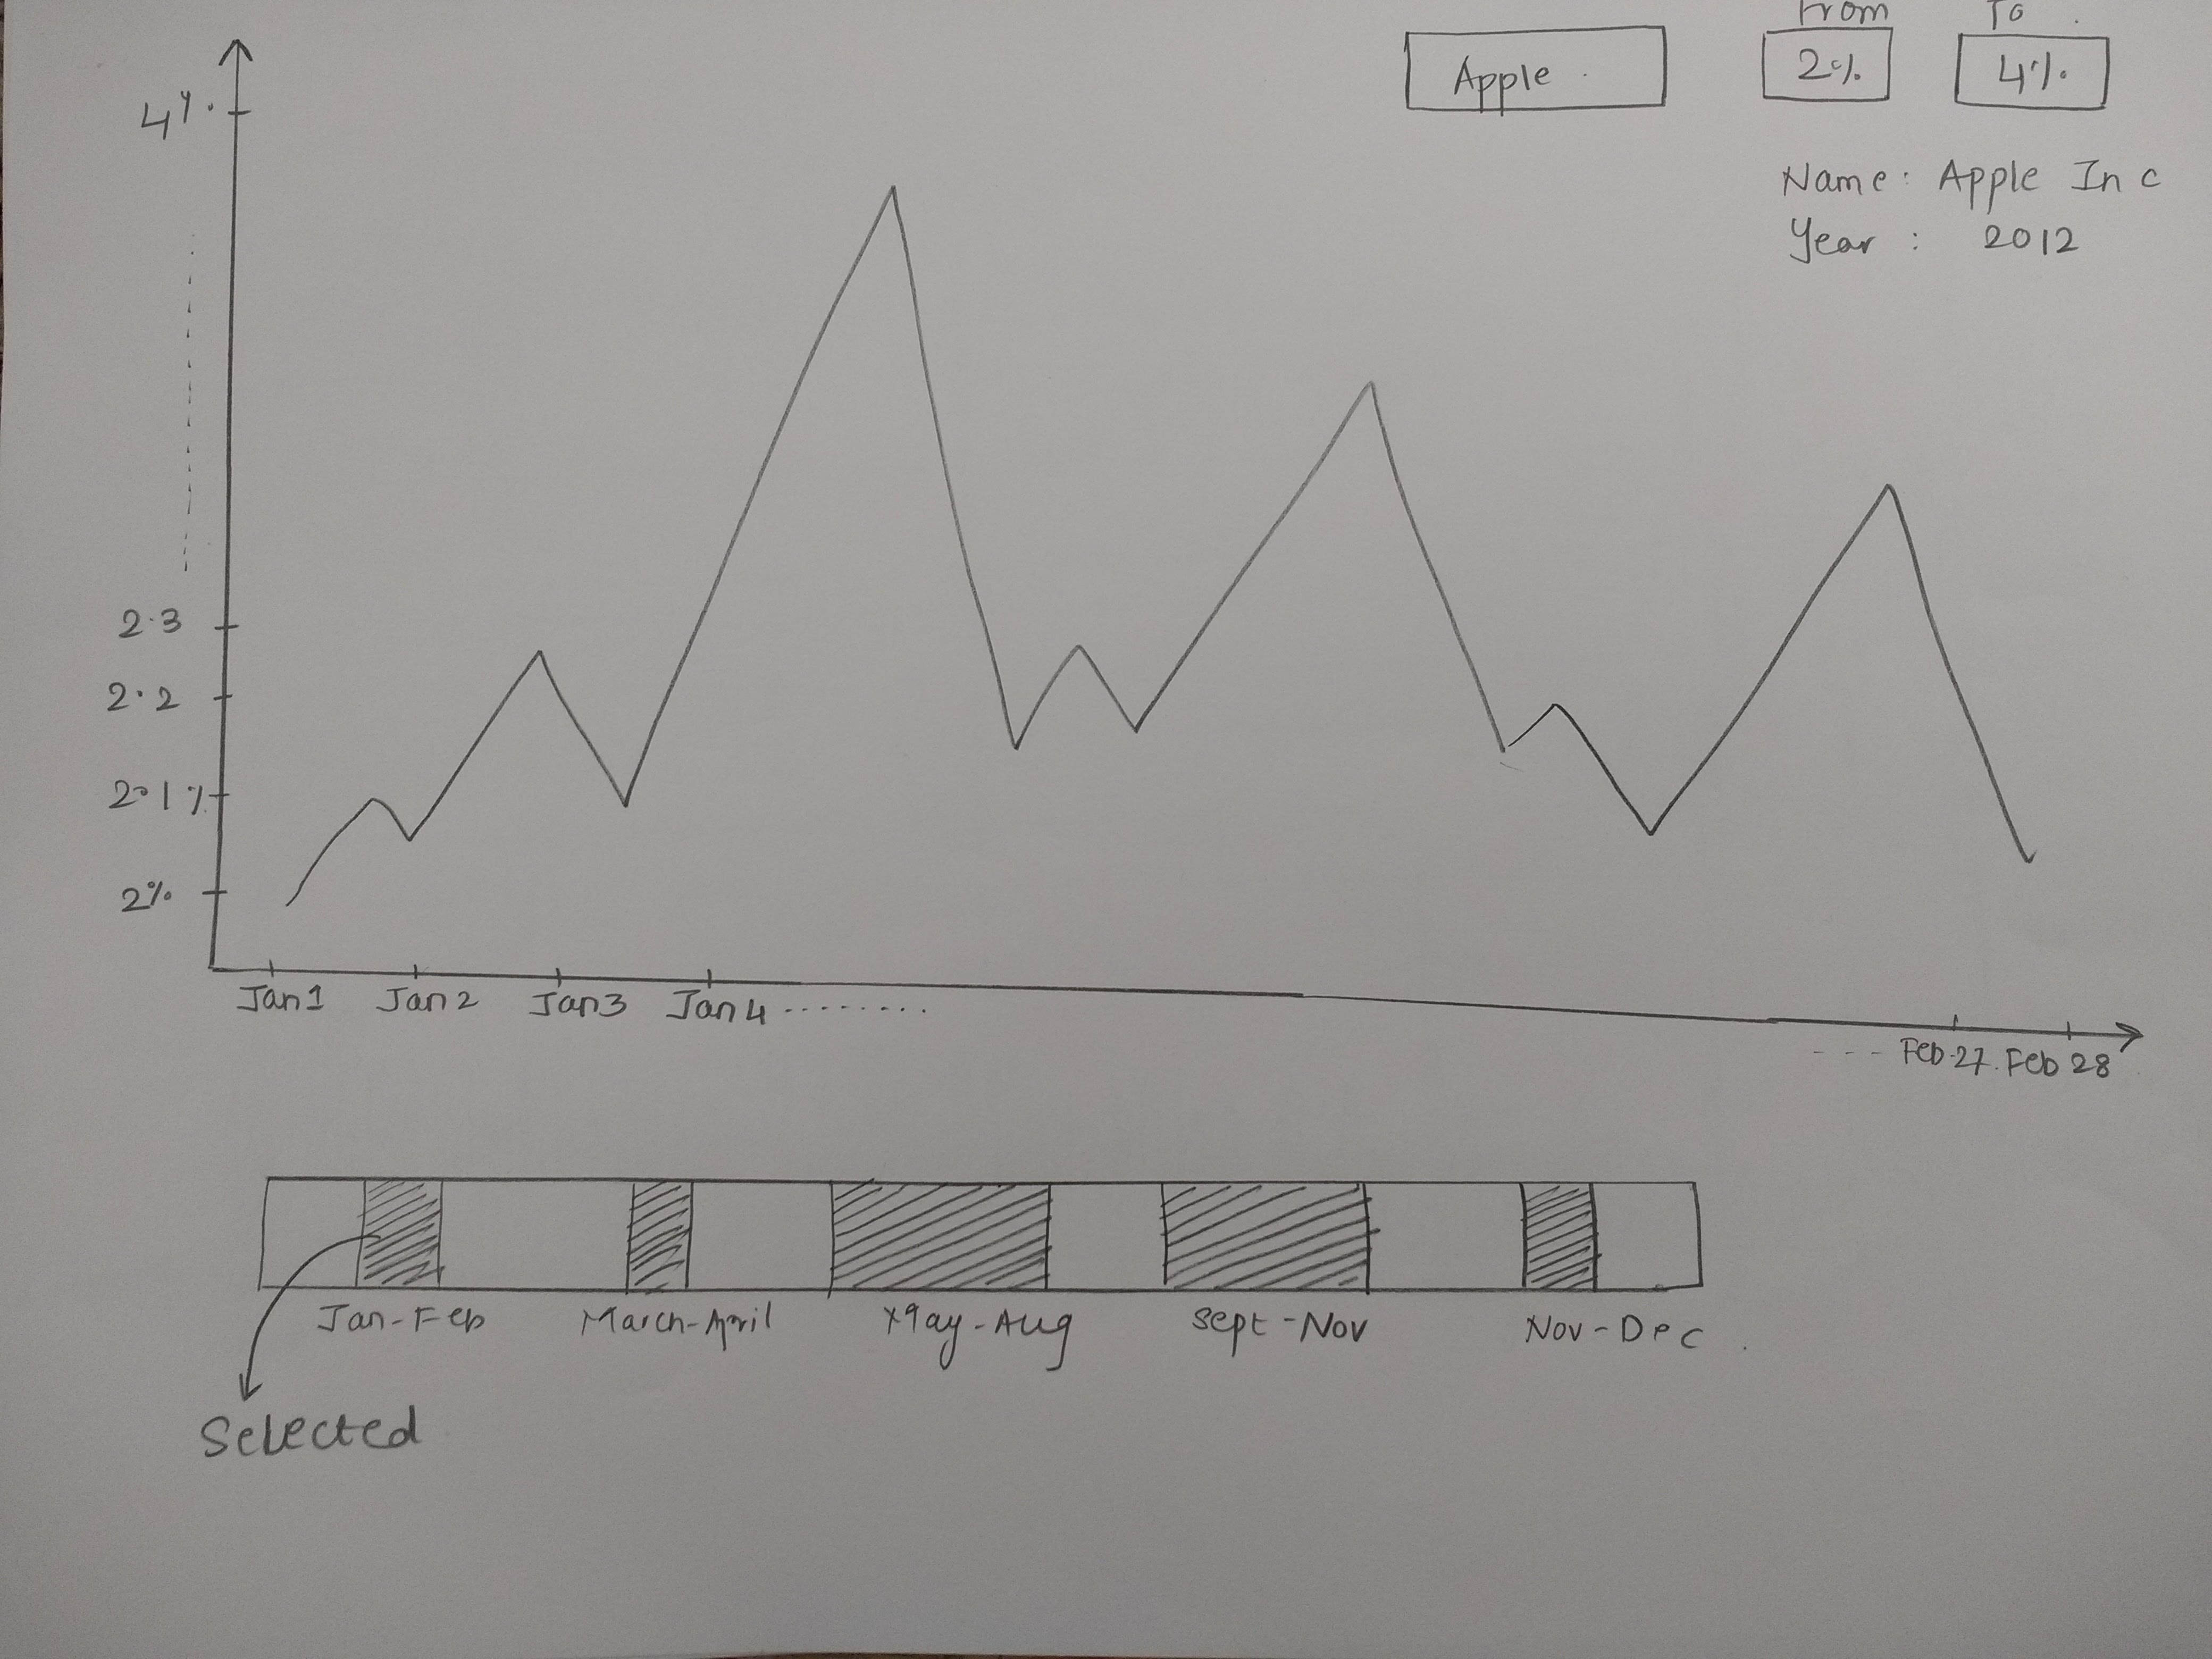 From To
Apple 2% 4%
Name: Apple Inc
Year : 2012
4%
2.3
2.2
2.1%
2%
Jan1 Jan2 Jan3 Jan4 ........ --- Feb 27. Feb 28
Jan-Feb March-April May-Aug Sept-Nov Nov-Dec
Selected